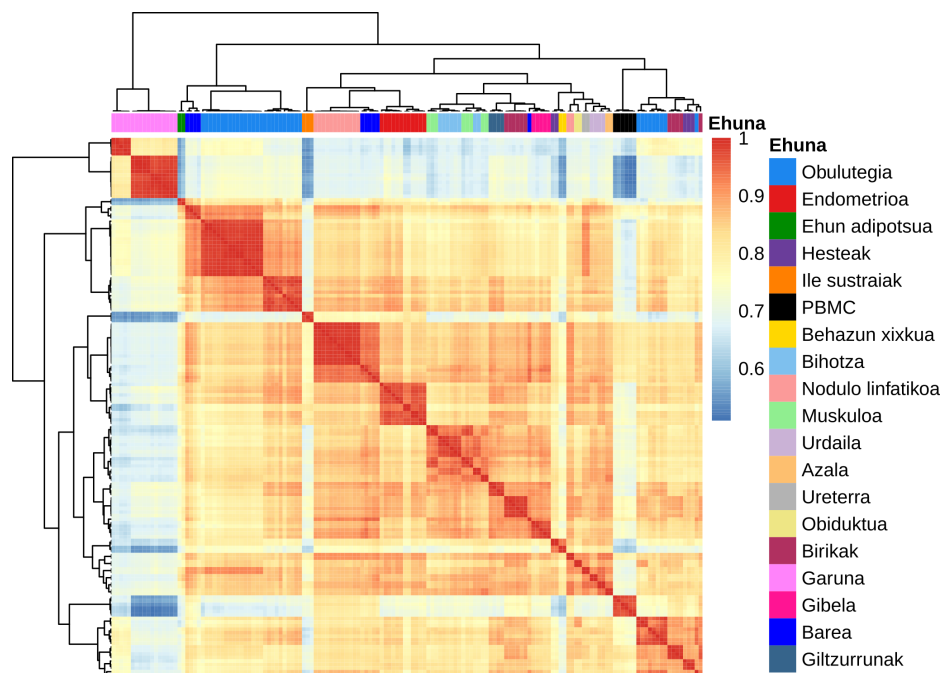 Ehuna
1
0.9
0.8
0.7
0.6
Ehuna
Obulutegia
Endometrioa
Ehun adipotsua
Hesteak
Ile sustraiak
PBMC
Behazun xixkua
Bihotza
Nodulo linfatikoa
Muskuloa
Urdaila
Azala
Ureterra
Obiduktua
Birikak
Garuna
Gibela
Barea
Giltzurrunak